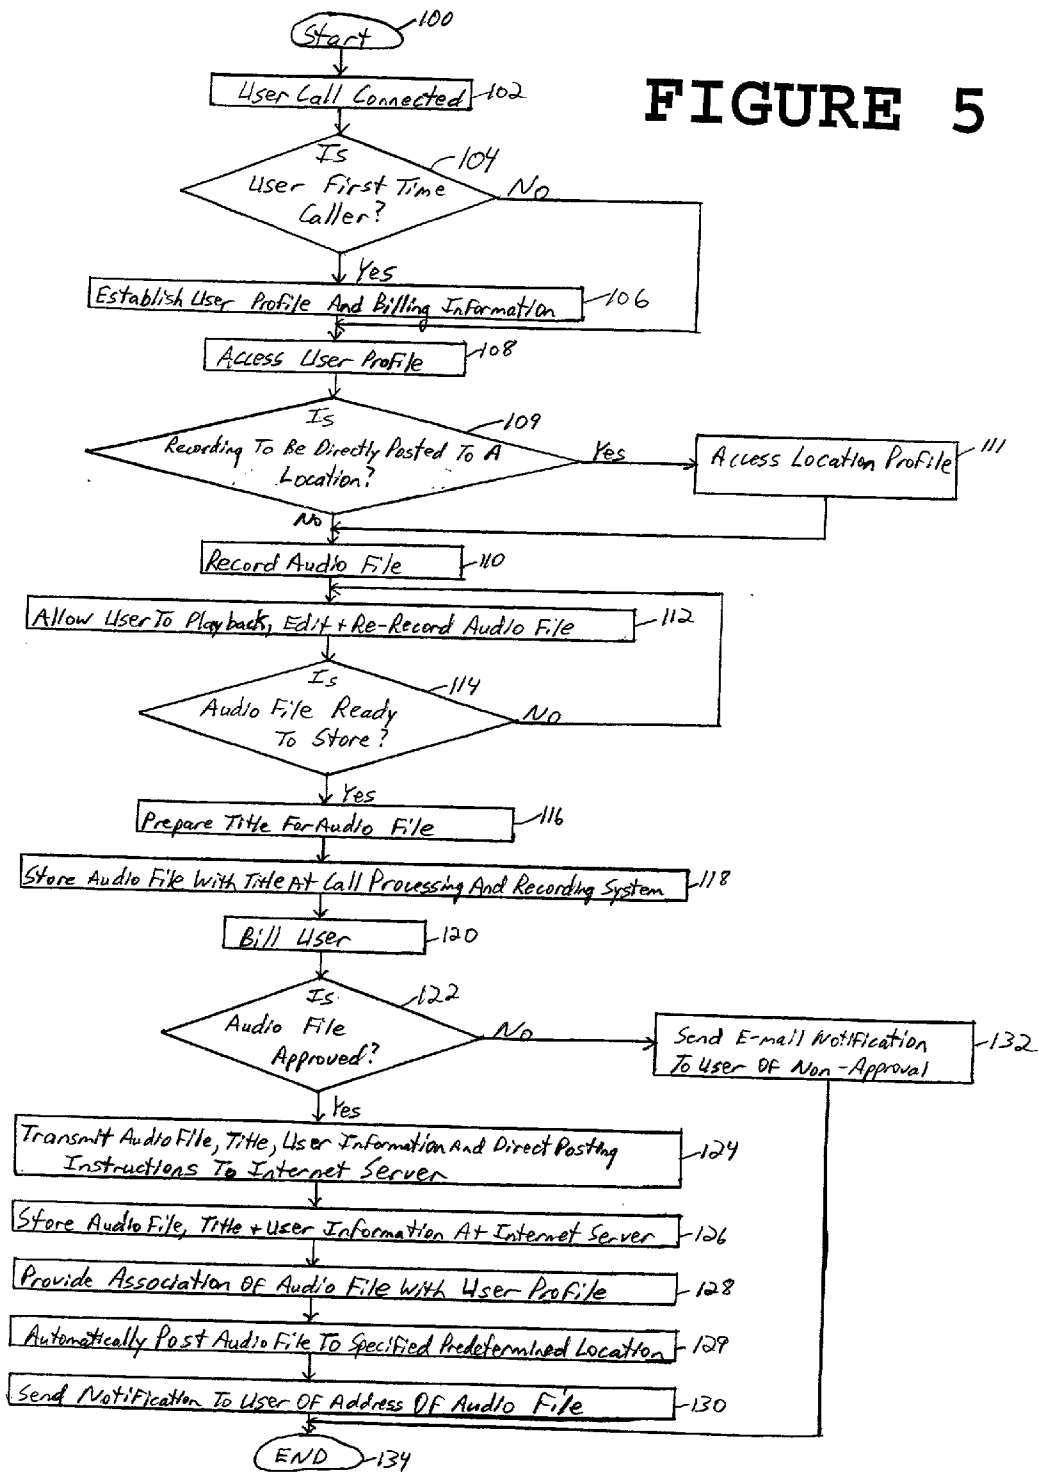 Start
100
User Call Connected
102
FIGURE 5
Is
User First Time
Caller?
104
No
Yes
Establish User Profile And Billing Information
106
Access User Profile
108
Is
Recording To Be Directly Posted To A
Location?
109
Yes
Access Location Profile
111
No
Record Audio File
110
Allow User To Playback, Edit + Re-Record Audio File
112
Is
Audio File Ready
To Store?
114
No
Yes
Prepare Title For Audio File
116
Store Audio File With Title At Call Processing And Recording System
118
Bill User
120
Is
Audio File
Approved?
122
No
Send E-mail Notification
To User Of Non-Approval
132
Yes
Transmit Audio File, Title, User Information And Direct Posting
Instructions To Internet Server
124
Store Audio File, Title + User Information At Internet Server
126
Provide Association Of Audio File With User Profile
128
Automatically Post Audio File To Specified Predetermined Location
129
Send Notification To User Of Address Of Audio File
130
END
134